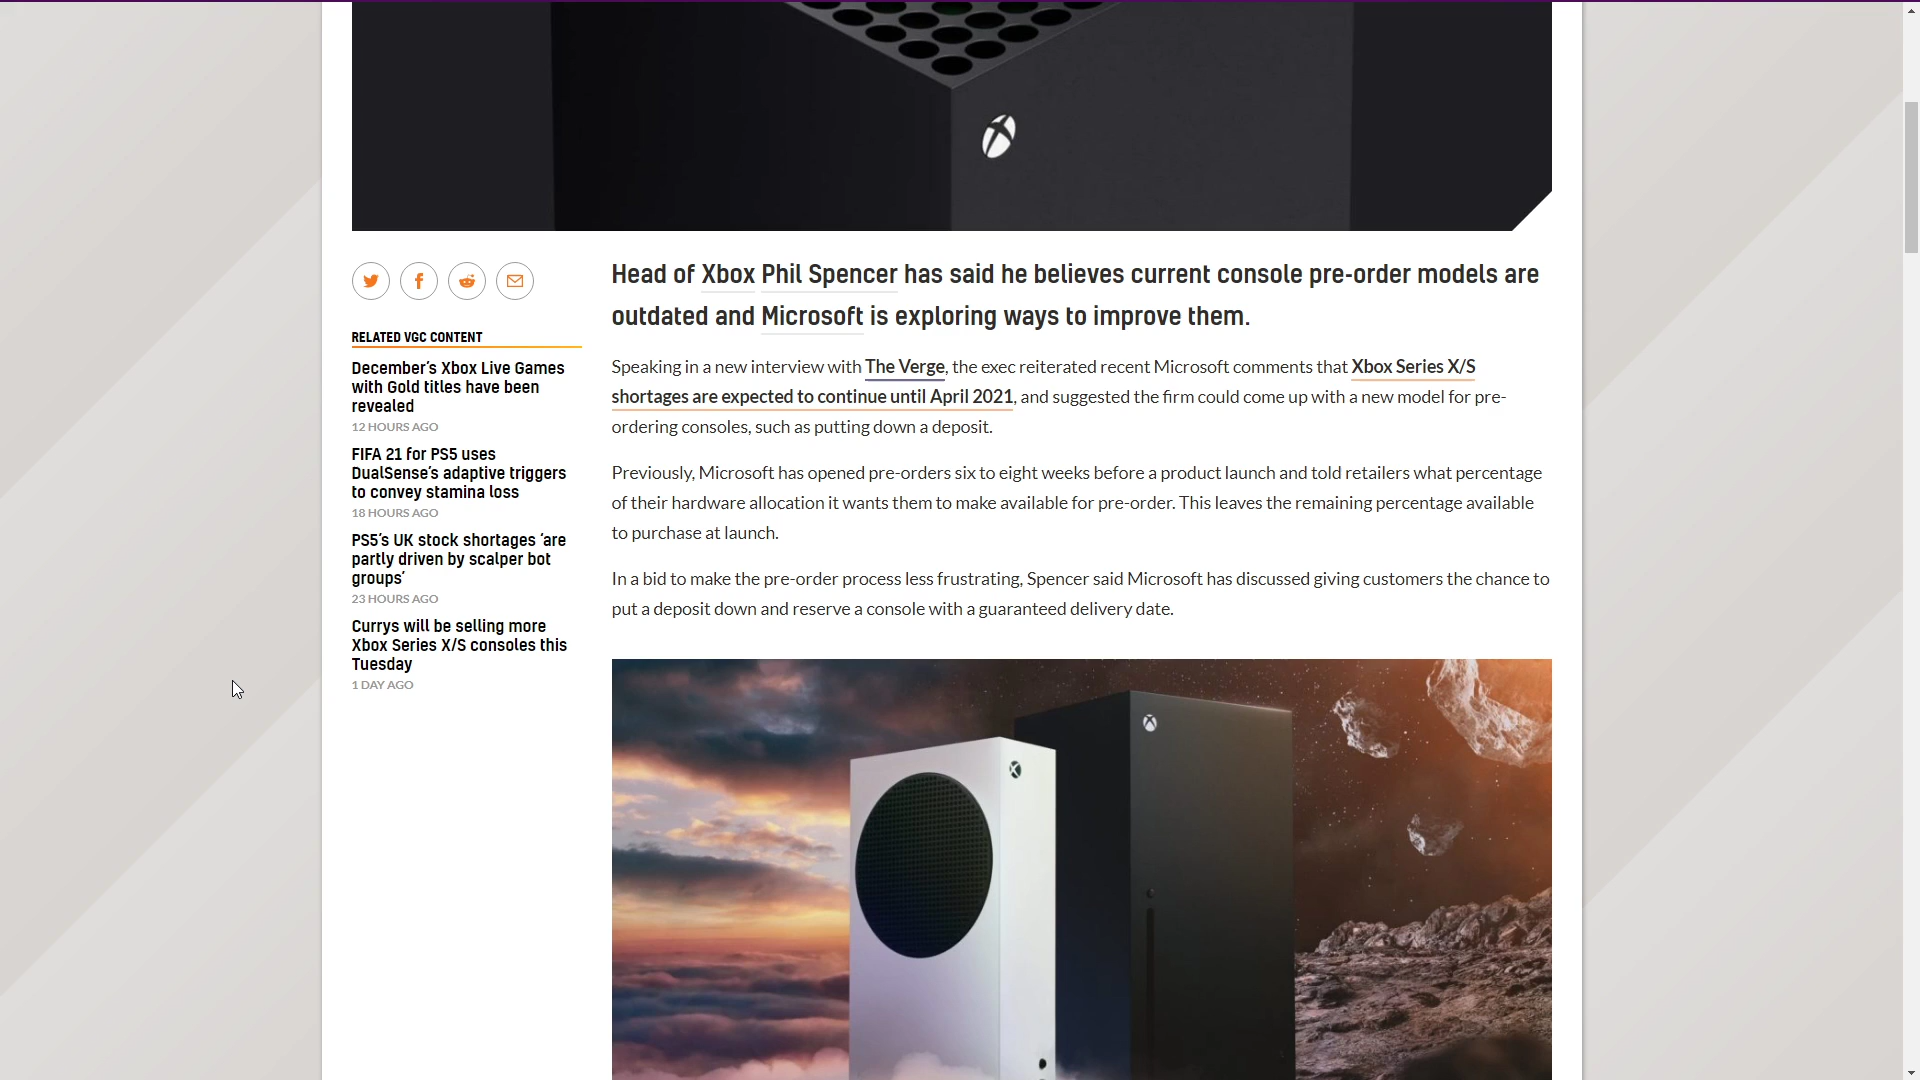 Head of Xbox Phil Spencer has said he believes current console pre-order models are
outdated and Microsoft is exploring ways to improve them.
Speaking in a new interview with The Verge, the exec reiterated recent Microsoft comments that Xbox Series X/S
shortages are expected to continue until April 2021, and suggested the firm could come up with a new model for pre-
ordering consoles, such as putting down a deposit.
Previously, Microsoft has opened pre-orders six to eight weeks before a product launch and told retailers what percentage
of their hardware allocation it wants them to make available for pre-order. This leaves the remaining percentage available
to purchase at launch.
In a bid to make the pre-order process less frustrating, Spencer said Microsoft has discussed giving customers the chance to
put a deposit down and reserve a console with a guaranteed delivery date.
RELATED VGC CONTENT
December’s Xbox Live Games
with Gold titles have been
revealed
12 HOURS AGO
FIFA 21 for PS5 uses
DualSense’s adaptive triggers
to convey stamina loss
18 HOURS AGO
PS5’s UK stock shortages ‘are
partly driven by scalper bot
groups’
23 HOURS AGO
Currys will be selling more
Xbox Series X/S consoles this
Tuesday
1 DAY AGO